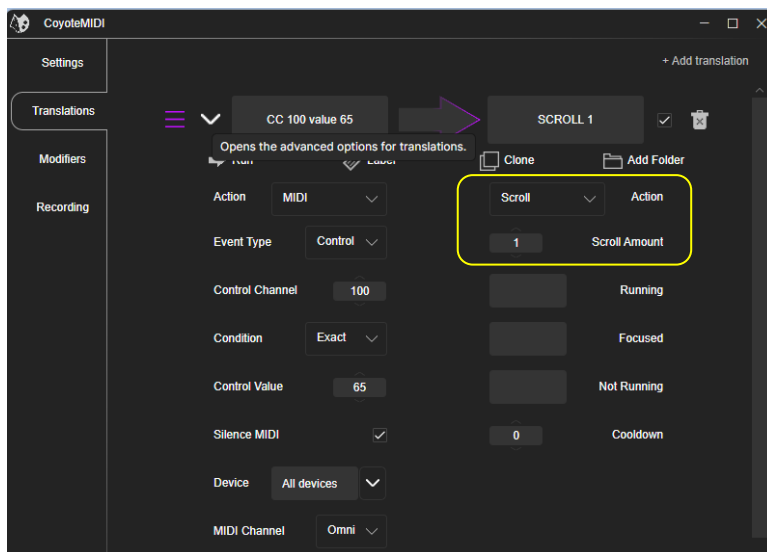 CoyoteMIDI
Settings
+ Add translation
Translations
CC 100 value 65
SCROLL 1
Opens the advanced options for translations.
Run
Label
Clone
Add Folder
Modifiers
Action
MIDI
Scroll
Action
Recording
Event Type
Control
1
Scroll Amount
Control Channel
100
Running
Condition
Exact
Focused
Control Value
65
Not Running
Silence MIDI
0
Cooldown
Device
All devices
MIDI Channel
Omni